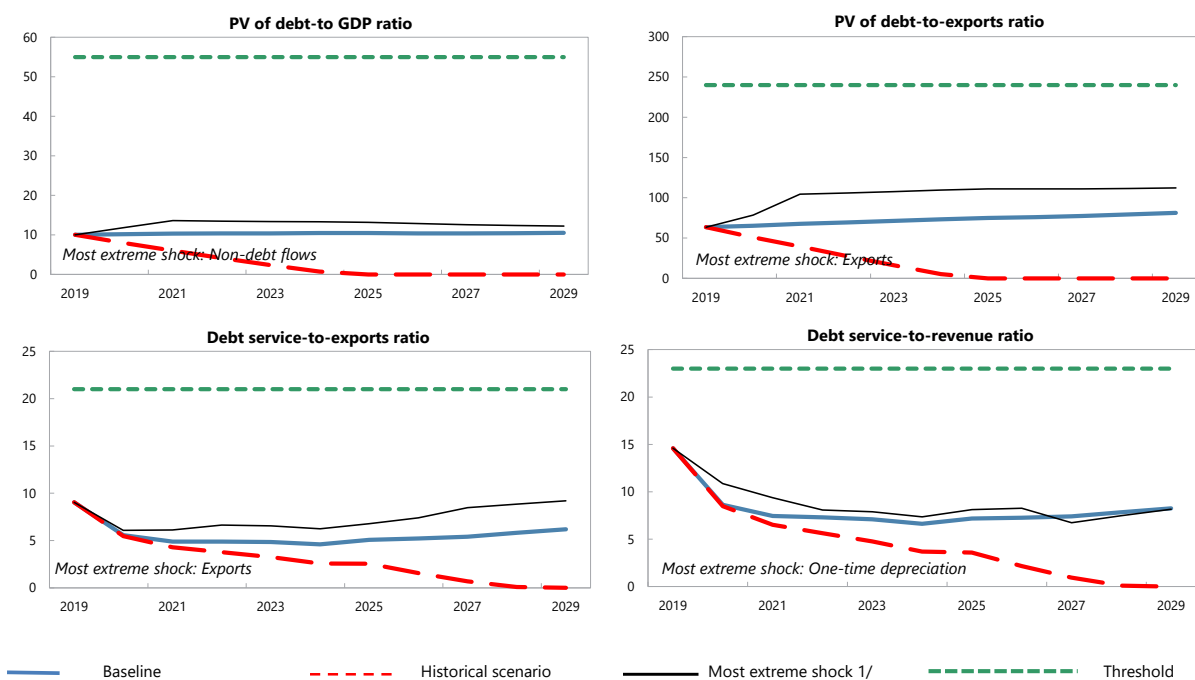 PV of debt-to GDP ratio
60
50
40
30
20
10
0
Most extreme shock: Non-debt flows
2019 2021 2023 2025 2027 2029
PV of debt-to-exports ratio
300
250
200
150
100
50
0
Most extreme shock: Exports
2019 2021 2023 2025 2027 2029
Debt service-to-exports ratio
25
20
15
10
5
0
Most extreme shock: Exports
2019 2021 2023 2025 2027 2029
Debt service-to-revenue ratio
25
20
15
10
5
0
Most extreme shock: One-time depreciation
2019 2021 2023 2025 2027 2029
Baseline Historical scenario Most extreme shock 1/ Threshold